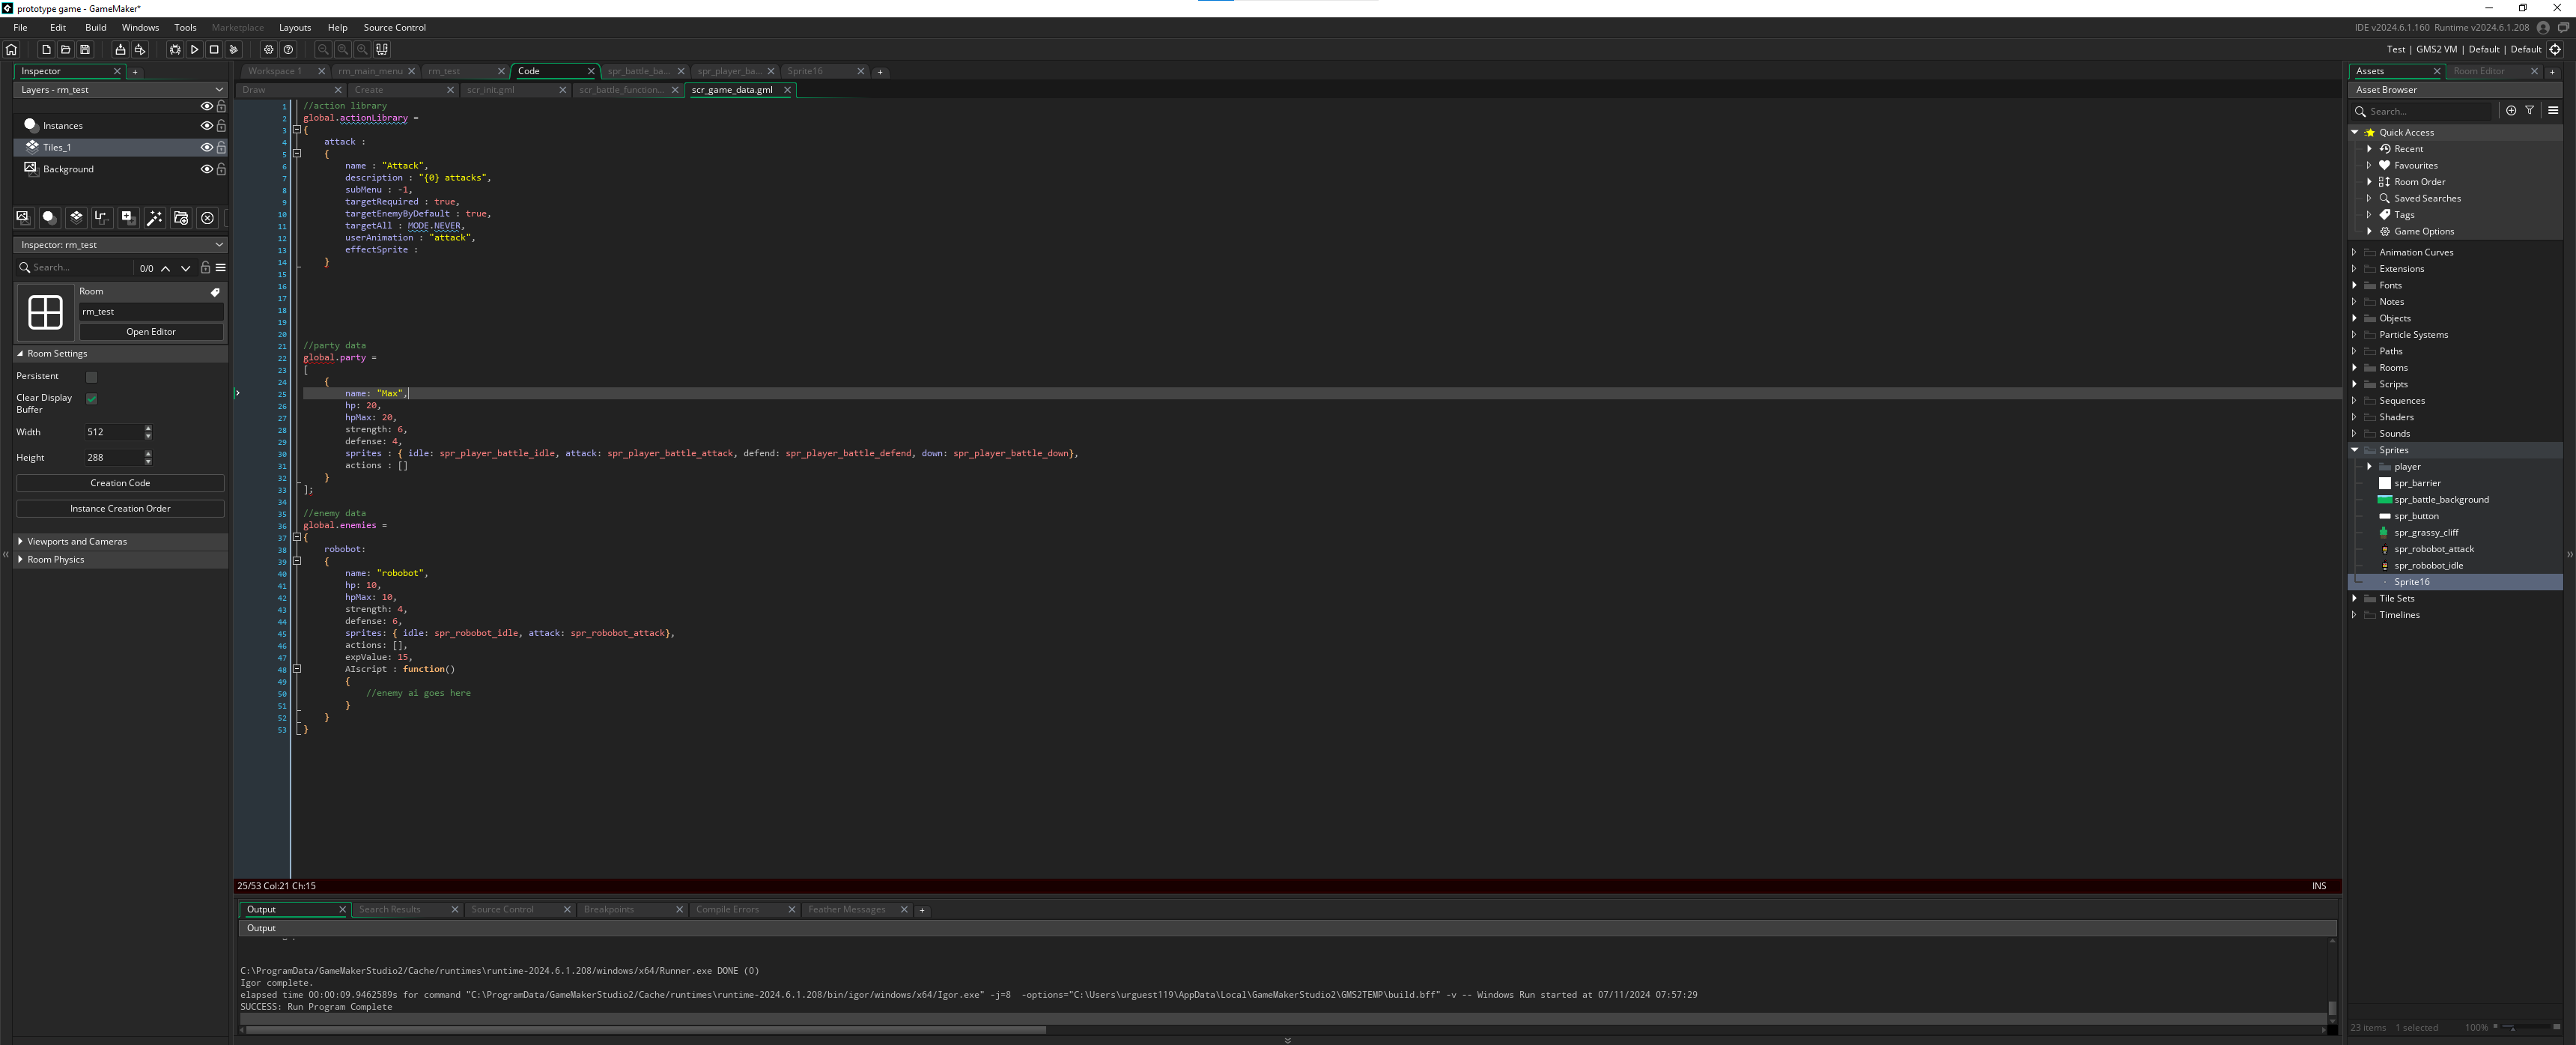 prototype game - GameMaker*
File Edit Build Windows Tools Marketplace Layouts Help Source Control
IDE v2024.6.1.160 Runtime v2024.6.1.208
Test | GMS2 VM | Default | Default
Inspector
Layers - rm_test
Instances
Tiles_1
Background
Inspector: rm_test
Search... 0/0
Room
rm_test
Open Editor
Room Settings
Persistent
Clear Display
Buffer
Width 512
Height 288
Creation Code
Instance Creation Order
Viewports and Cameras
Room Physics
Workspace 1 rm_main_menu rm_test Code spr_battle_ba... spr_player_ba... Sprite16
Draw Create scr_init.gml scr_battle_function... scr_game_data.gml
1 //action library
2 global.actionLibrary =
3 {
4 attack :
5 {
6 name : "Attack",
7 description : "{0} attacks",
8 subMenu : -1,
9 targetRequired : true,
10 targetEnemyByDefault : true,
11 targetAll : MODE.NEVER,
12 userAnimation : "attack",
13 effectSprite :
14 }
15
16
17
18
19
20
21 //party data
22 global.party =
23 [
24 {
25 name: "Max",
26 hp: 20,
27 hpMax: 20,
28 strength: 6,
29 defense: 4,
30 sprites : { idle: spr_player_battle_idle, attack: spr_player_battle_attack, defend: spr_player_battle_defend, down: spr_player_battle_down},
31 actions : []
32 }
33 ];
34
35 //enemy data
36 global.enemies =
37 {
38 robobot:
39 {
40 name: "robobot",
41 hp: 10,
42 hpMax: 10,
43 strength: 4,
44 defense: 6,
45 sprites: { idle: spr_robobot_idle, attack: spr_robobot_attack},
46 actions: [],
47 expValue: 15,
48 AIscript : function()
49 {
50 //enemy ai goes here
51 }
52 }
53 }
25/53 Col:21 Ch:15 INS
Output Search Results Source Control Breakpoints Compile Errors Feather Messages
Output
C:\ProgramData/GameMakerStudio2/Cache/runtimes\runtime-2024.6.1.208/windows/x64/Runner.exe DONE (0)
Igor complete.
elapsed time 00:00:09.9462589s for command "C:\ProgramData/GameMakerStudio2/Cache/runtimes\runtime-2024.6.1.208/bin/igor/windows/x64/Igor.exe" -j=8 -options="C:\Users\urguest119\AppData\Local\GameMakerStudio2\GMS2TEMP\build.bff" -v -- Windows Run started at 07/11/2024 07:57:29
SUCCESS: Run Program Complete
Assets Room Editor
Asset Browser
Search...
Quick Access
Recent
Favourites
Room Order
Saved Searches
Tags
Game Options
Animation Curves
Extensions
Fonts
Notes
Objects
Particle Systems
Paths
Rooms
Scripts
Sequences
Shaders
Sounds
Sprites
player
spr_barrier
spr_battle_background
spr_button
spr_grassy_cliff
spr_robobot_attack
spr_robobot_idle
Sprite16
Tile Sets
Timelines
23 items 1 selected 100%